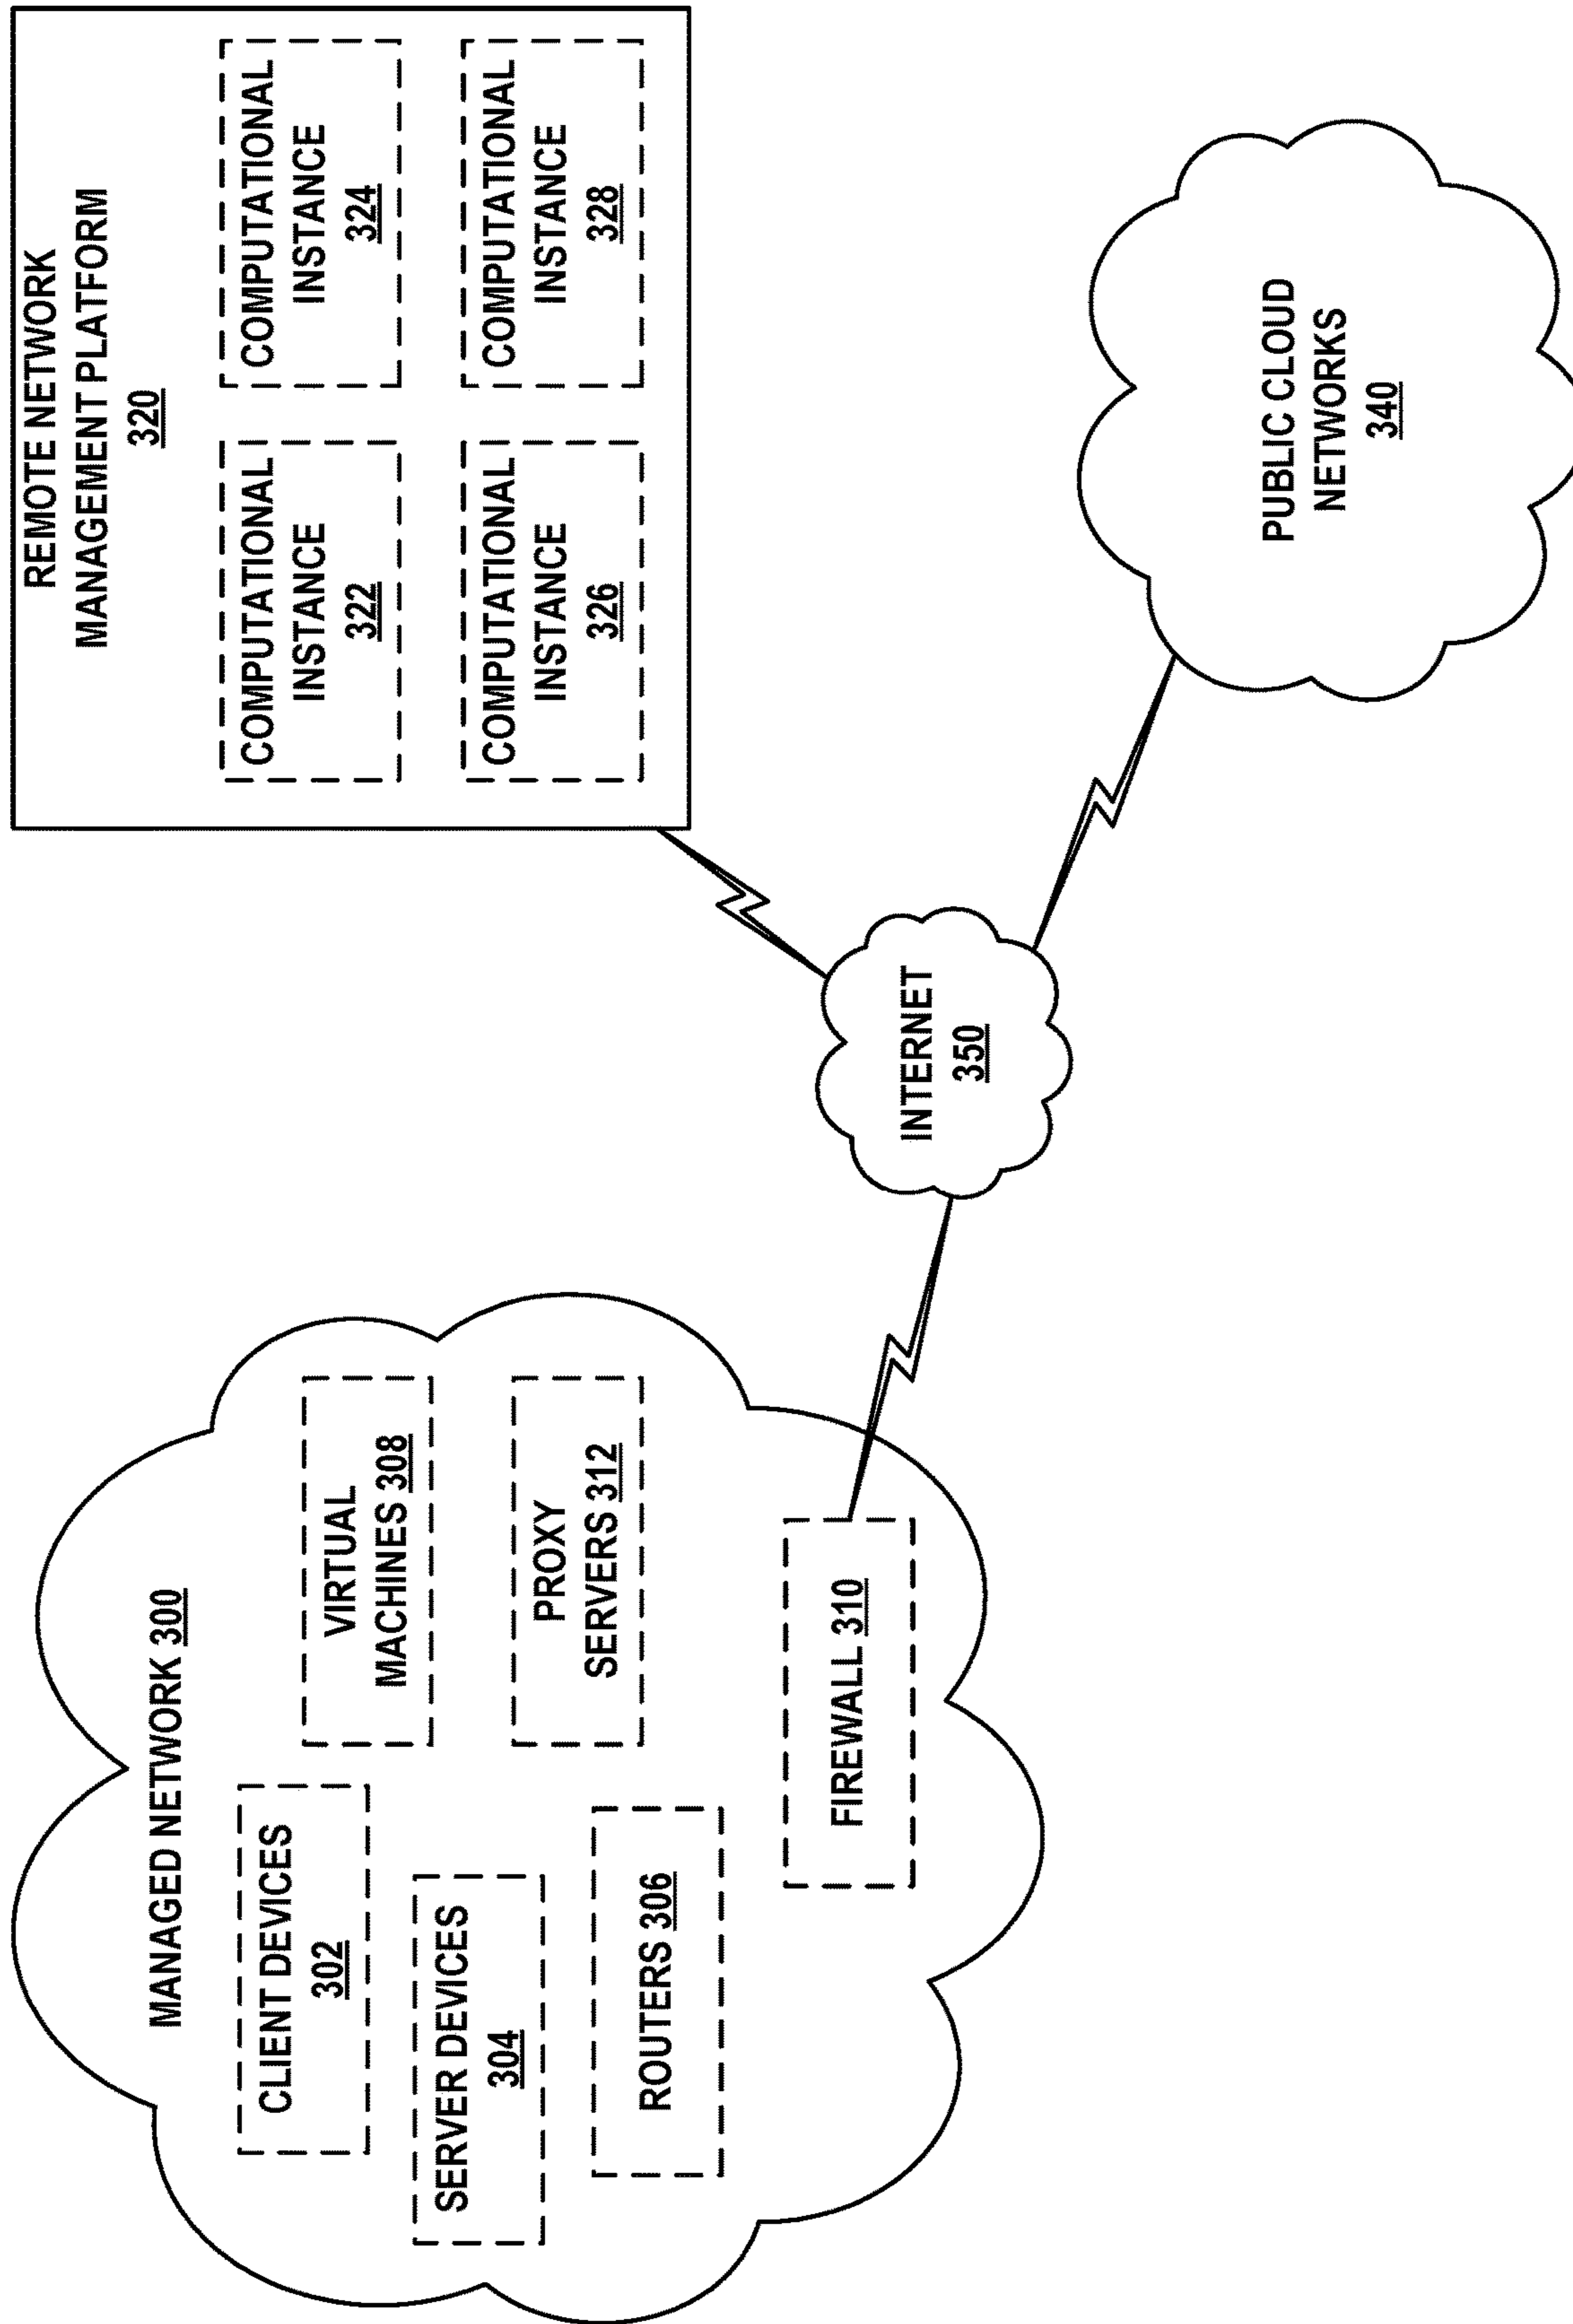 MANAGED NETWORK 300
CLIENT DEVICES
302
VIRTUAL
MACHINES 308
SERVER DEVICES
304
PROXY
SERVERS 312
ROUTERS 306
FIREWALL 310
INTERNET
350
REMOTE NETWORK
MANAGEMENT PLATFORM
320
COMPUTATIONAL
INSTANCE
322
COMPUTATIONAL
INSTANCE
324
COMPUTATIONAL
INSTANCE
326
COMPUTATIONAL
INSTANCE
328
PUBLIC CLOUD
NETWORKS
340